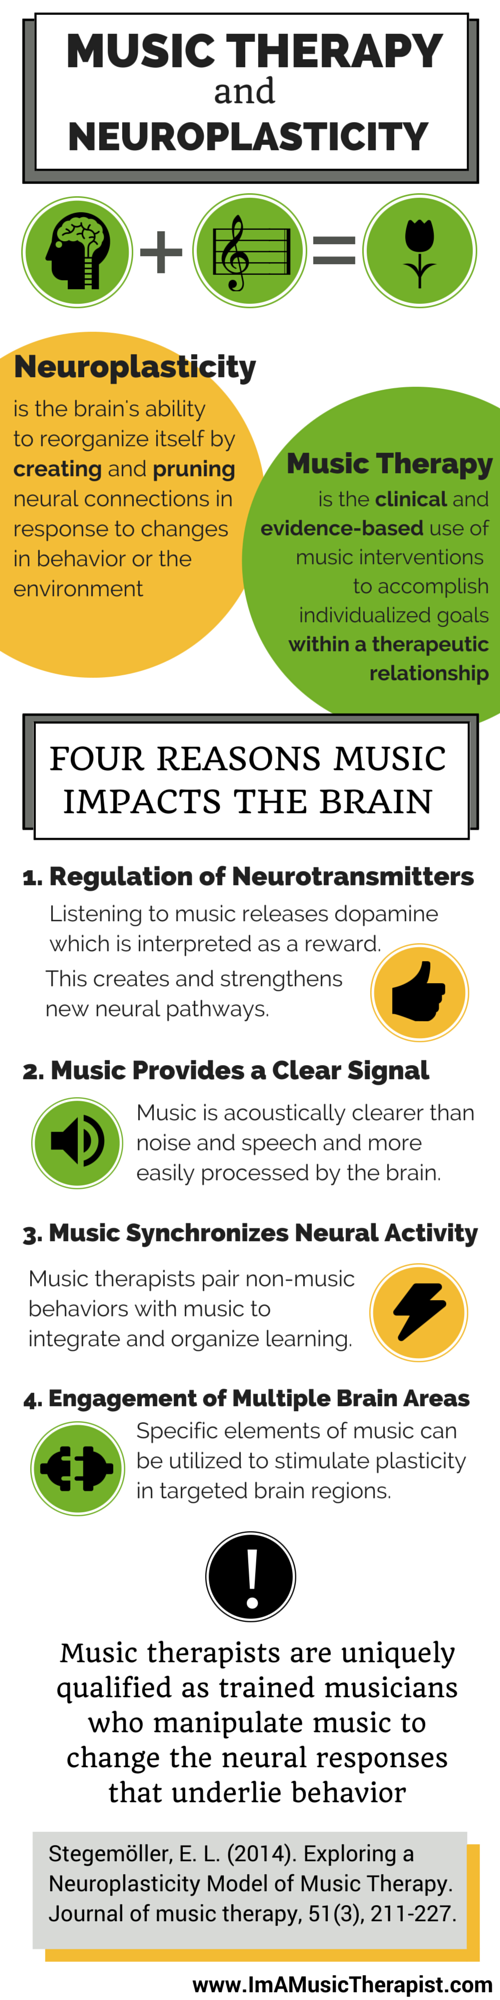 MUSIC THERAPY
and
NEUROPLASTICITY
Neuroplasticity
is the brain's ability
to reorganize itself by
creating and pruning
neural connections in
response to changes
in behavior or the
environment
Music Therapy
is the clinical and
evidence-based use of
music interventions
to accomplish
individualized goals
within a therapeutic
relationship
FOUR REASONS MUSIC
IMPACTS THE BRAIN
1. Regulation of Neurotransmitters
Listening to music releases dopamine
which is interpreted as a reward.
This creates and strengthens
new neural pathways.
2. Music Provides a Clear Signal
Music is acoustically clearer than
noise and speech and more
easily processed by the brain.
3. Music Synchronizes Neural Activity
Music therapists pair non-music
behaviors with music to
integrate and organize learning.
4. Engagement of Multiple Brain Areas
Specific elements of music can
be utilized to stimulate plasticity
in targeted brain regions.
!
Music therapists are uniquely
qualified as trained musicians
who manipulate music to
change the neural responses
that underlie behavior
Stegemöller, E. L. (2014). Exploring a
Neuroplasticity Model of Music Therapy.
Journal of music therapy, 51(3), 211-227.
www.ImAMusicTherapist.com